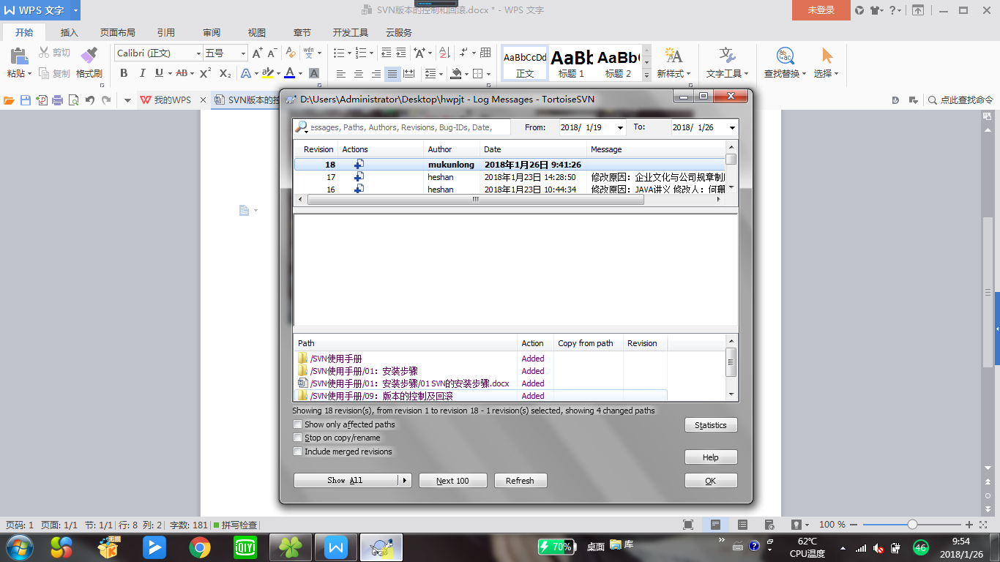 WPS 文字
SVN版本的控制和回滚.docx * - WPS 文字
未登录
开始 插入 页面布局 引用 审阅 视图 章节 开发工具 云服务
粘贴 剪切 复制 格式刷
Calibri (正文) 五号
B I U AB X² X₂ A A A
AaBbCcDd AaBb AaBb(
正文 标题 1 标题 2 新样式 文字工具 查找替换 选择
我的WPS SVN版本的控
点此查找命令
D:\Users\Administrator\Desktop\hwpjt - Log Messages - TortoiseSVN
essages, Paths, Authors, Revisions, Bug-IDs, Date, From: 2018/ 1/19 To: 2018/ 1/26
Revision Actions Author Date Message
18 mukunlong 2018年1月26日 9:41:26
17 heshan 2018年1月23日 14:28:50 修改原因：企业文化与公司规章制
16 heshan 2018年1月23日 10:44:34 修改原因：JAVA讲义 修改人：何珊
Path Action Copy from path Revision
/SVN使用手册 Added
/SVN使用手册/01：安装步骤 Added
/SVN使用手册/01：安装步骤/01 SVN的安装步骤.docx Added
/SVN使用手册/09：版本的控制及回滚 Added
Showing 18 revision(s), from revision 1 to revision 18 - 1 revision(s) selected, showing 4 changed paths
Show only affected paths
Statistics
Stop on copy/rename
Include merged revisions
Help
Show All Next 100 Refresh OK
页码: 1 页面: 1/1 节: 1/1 行: 8 列: 2 字数: 181 拼写检查 100 %
QIY 70% 桌面 库 62℃ 46 9:54
CPU温度 2018/1/26